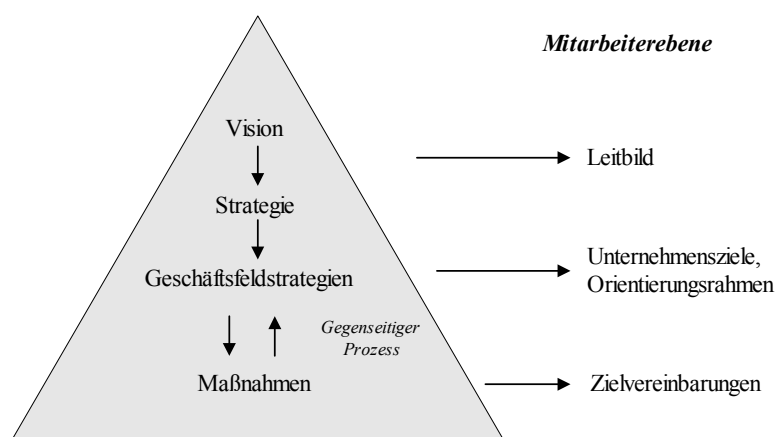 Mitarbeiterebene
Vision
Leitbild
Strategie
Unternehmensziele,
Geschäftsfeldstrategien
Orientierungsrahmen
Gegenseitiger
Prozess
Maßnahmen
Zielvereinbarungen